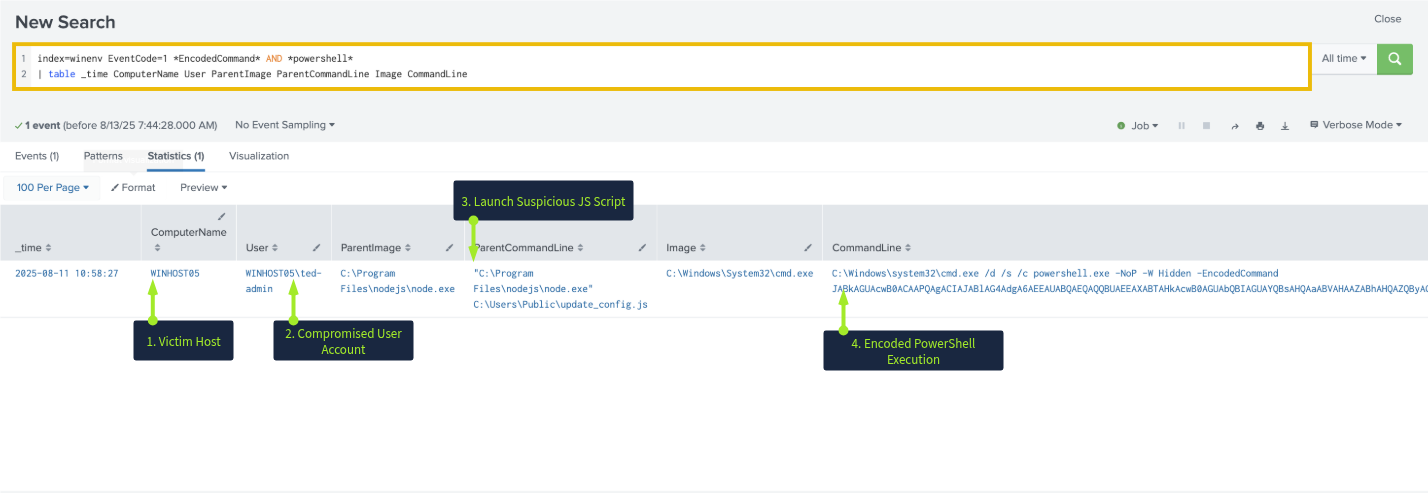 New Search
Close
1 index=winenv EventCode=1 *EncodedCommand* AND *powershell*
2 | table _time ComputerName User ParentImage ParentCommandLine Image CommandLine
All time
1 event (before 8/13/25 7:44:28.000 AM)
No Event Sampling
Job
Verbose Mode
Events (1)
Patterns
Statistics (1)
Visualization
100 Per Page
Format
Preview
3. Launch Suspicious JS Script
_time
ComputerName
User
ParentImage
ParentCommandLine
Image
CommandLine
2025-08-11 10:58:27
WINHOST05
WINHOST05\ted-
admin
C:\Program
Files\nodejs\node.exe
"C:\Program
Files\nodejs\node.exe"
C:\Users\Public\update_config.js
C:\Windows\System32\cmd.exe
C:\Windows\system32\cmd.exe /d /s /c powershell.exe -NoP -W Hidden -EncodedCommand
1. Victim Host
2. Compromised User
Account
4. Encoded PowerShell
Execution